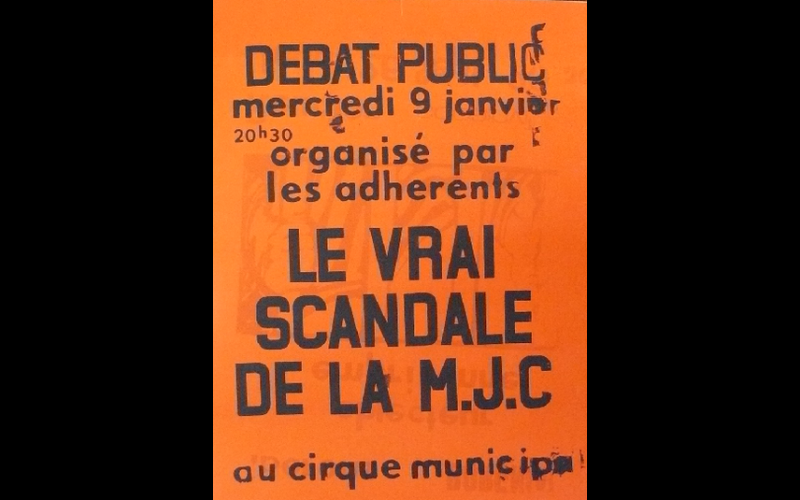 DEBAT PUBLIC
mercredi 9 janvier
20h30
organisé par
les adherents
LE VRAI
SCANDALE
DE LA M.J.C
au cirque municipal